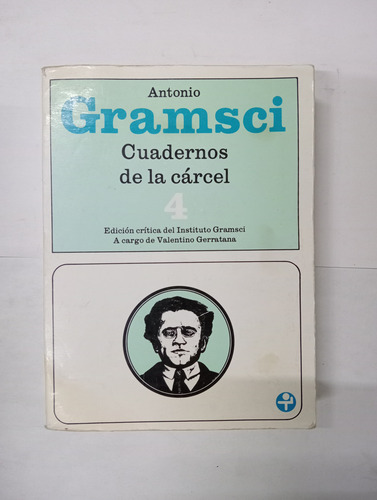 Antonio
Gramsci
Cuadernos
de la cárcel
4
Edición crítica del Instituto Gramsci
A cargo de Valentino Gerratana